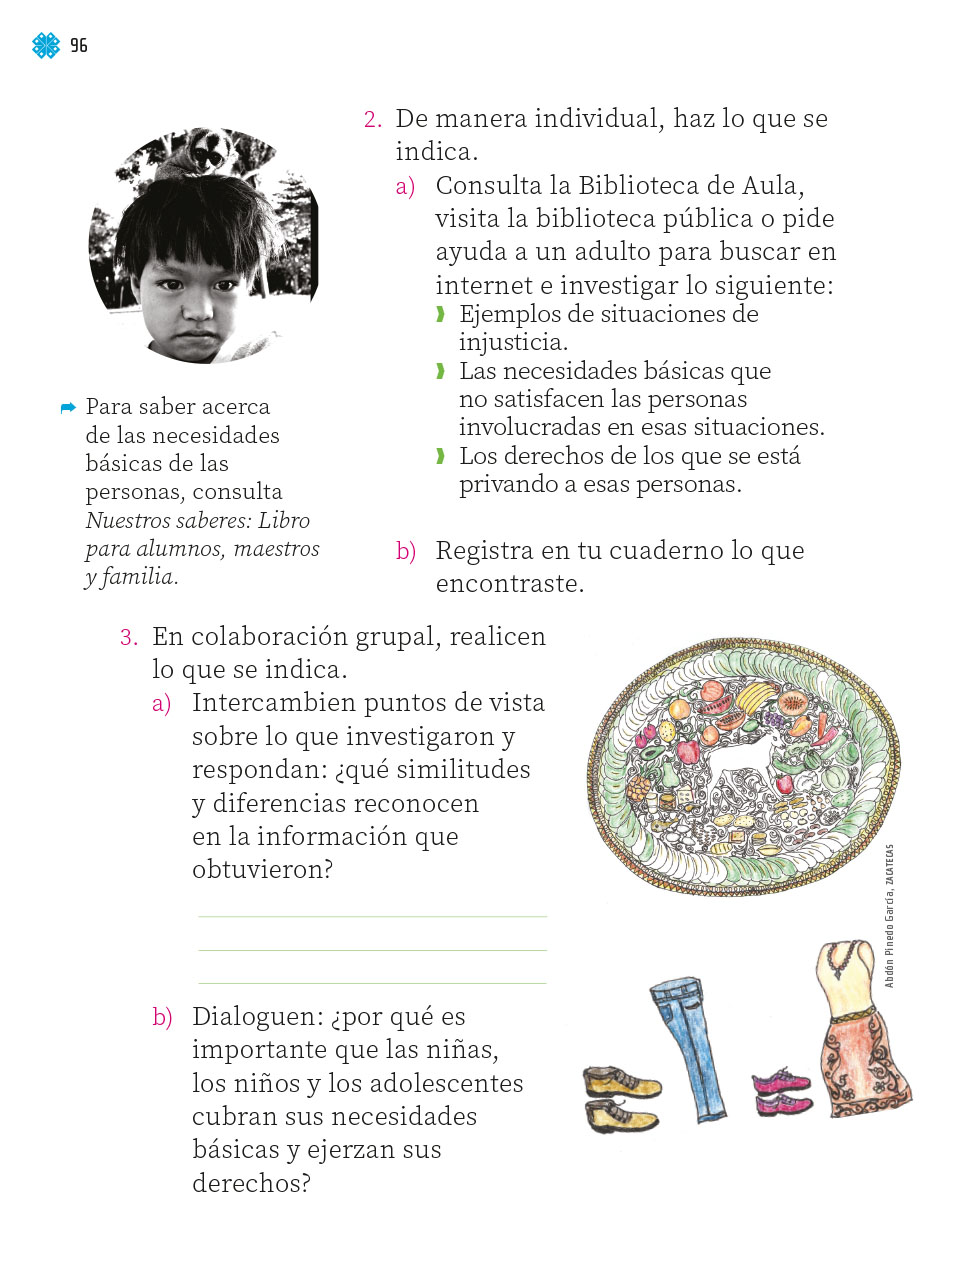 96
2. De manera individual, haz lo que se
indica.
a) Consulta la Biblioteca de Aula,
visita la biblioteca pública o pide
ayuda a un adulto para buscar en
internet e investigar lo siguiente:
Ejemplos de situaciones de
injusticia.
Las necesidades básicas que
no satisfacen las personas
involucradas en esas situaciones.
Los derechos de los que se está
privando a esas personas.
b) Registra en tu cuaderno lo que
encontraste.
Para saber acerca
de las necesidades
básicas de las
personas, consulta
Nuestros saberes: Libro
para alumnos, maestros
y familia.
3. En colaboración grupal, realicen
lo que se indica.
a) Intercambien puntos de vista
sobre lo que investigaron y
respondan: ¿qué similitudes
y diferencias reconocen
en la información que
obtuvieron?
b) Dialoguen: ¿por qué es
importante que las niñas,
los niños y los adolescentes
cubran sus necesidades
básicas y ejerzan sus
derechos?
Abdón Pinedo García, ZACATECAS